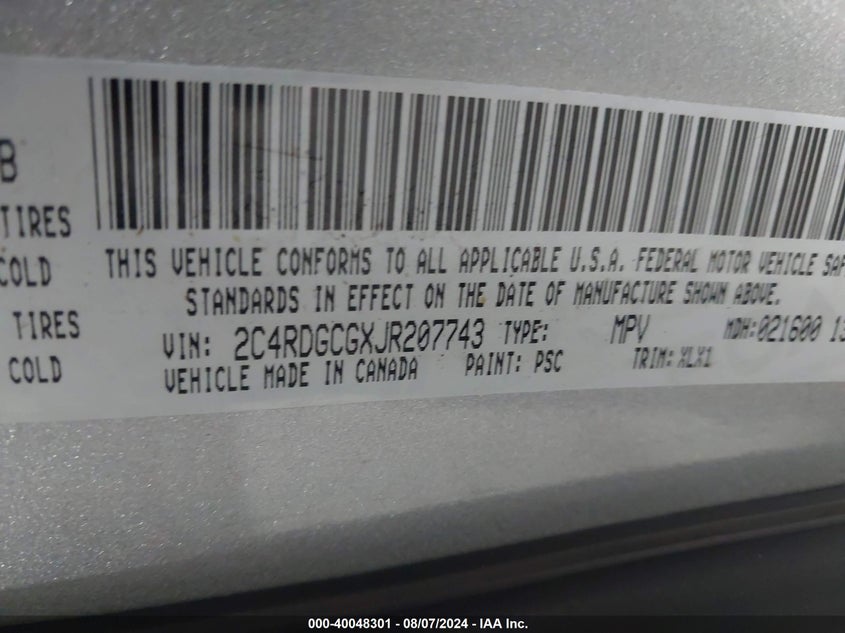 B
TIRES
COLD
TIRES
COLD
THIS VEHICLE CONFORMS TO ALL APPLICABLE U.S.A. FEDERAL MOTOR VEHICLE SAF
STANDARDS IN EFFECT ON THE DATE OF MANUFACTURE SHOWN ABOVE.
VIN: 2C4RDGCGXJR207743 TYPE: MPV MDH:021600 13
VEHICLE MADE IN CANADA PAINT: PSC TRIM: XLX1
000-40048301 - 08/07/2024 - IAA Inc.